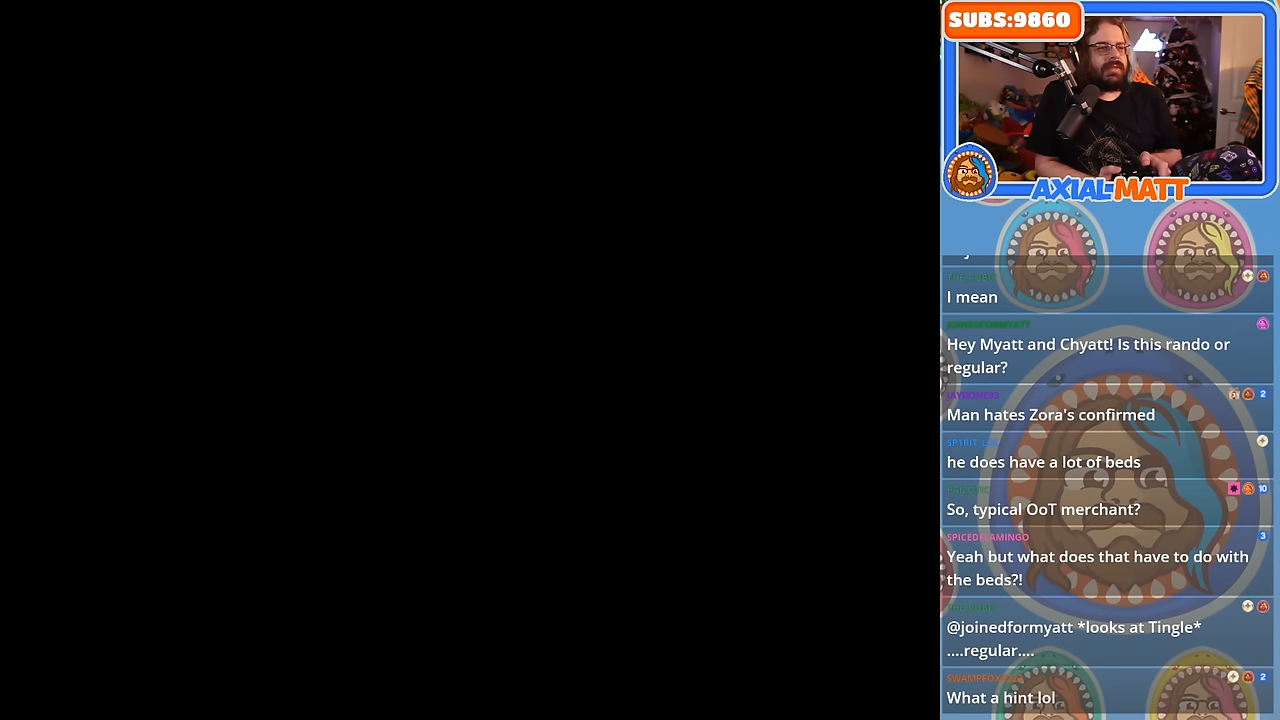 SUBS:9860
AXIAL MATT
I mean
JOINEDFORMYATT
Hey Myatt and Chyatt! Is this rando or
regular?
Man hates Zora's confirmed
he does have a lot of beds
So, typical OoT merchant?
SPICEDFLAMINGO
Yeah but what does that have to do with
the beds?!
@joinedformyatt *looks at Tingle*
....regular....
What a hint lol